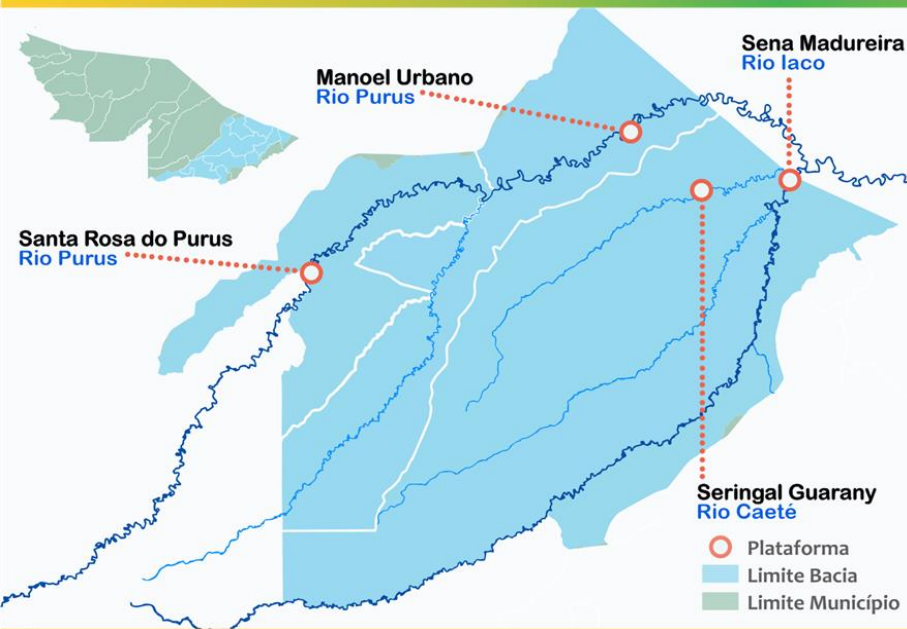 Sena Madureira
Rio Iaco
Manoel Urbano
Rio Purus
Santa Rosa do Purus
Rio Purus
Seringal Guarany
Rio Caeté
Plataforma
Limite Bacia
Limite Município